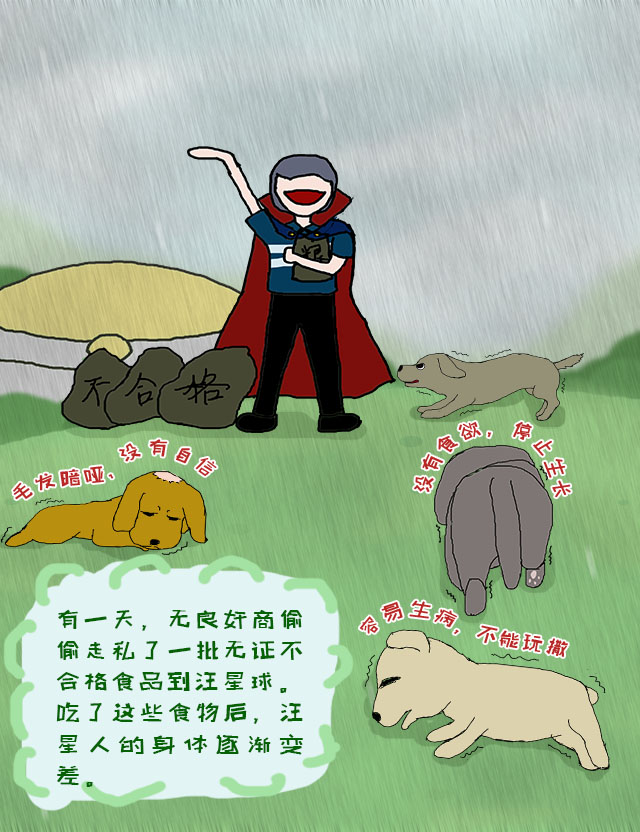 粮
不合格
毛发暗哑，没有自信
没有食欲，停止生长
容易生病，不能玩撒
有一天，无良奸商偷
偷走私了一批无证不
合格食品到汪星球。
吃了这些食物后，汪
星人的身体逐渐变
差。